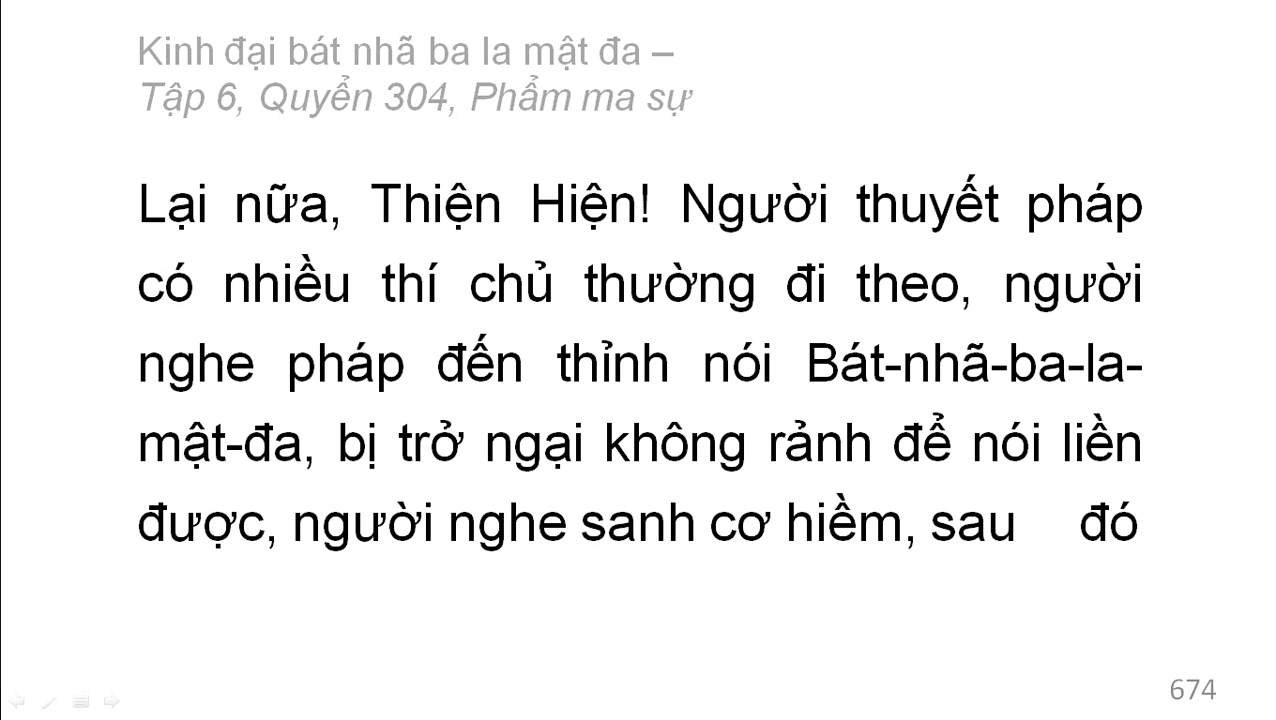 Kinh đại bát nhã ba la mật đa –
Tập 6, Quyển 304, Phẩm ma sự
Lại nữa, Thiện Hiện! Người thuyết pháp
có nhiều thí chủ thường đi theo, người
nghe pháp đến thỉnh nói Bát-nhã-ba-la-
mật-đa, bị trở ngại không rảnh để nói liền
được, người nghe sanh cơ hiềm, sau đó
674